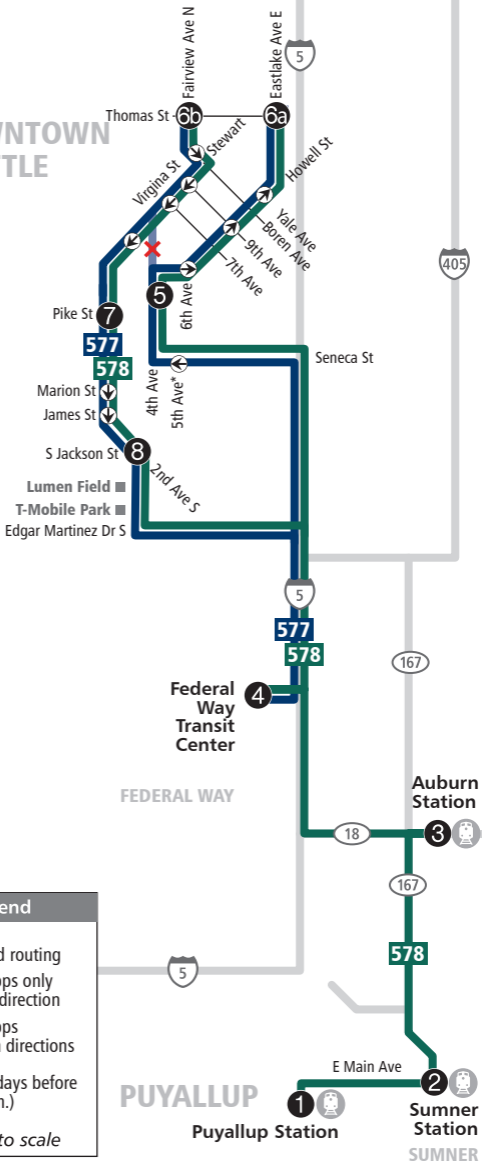 5
Fairview Ave N
Eastlake Ave E
Thomas St
6b
6a
WNTOWN
TTLE
Stewart
Howell St
Virgina St
Yale Ave
Boren Ave
9th Ave
7th Ave
405
5
6th Ave
Pike St
7
577
578
4th Ave
5th Ave*
Seneca St
Marion St
James St
S Jackson St
8
2nd Ave S
Lumen Field
T-Mobile Park
Edgar Martinez Dr S
5
577
578
167
4
Federal
Way
Transit
Center
FEDERAL WAY
Auburn
Station
18
3
167
end
d routing
578
ops only
direction
5
ops
n directions
days before
n.)
to scale
E Main Ave
PUYALLUP
1
2
Puyallup Station
Sumner
Station
SUMNER